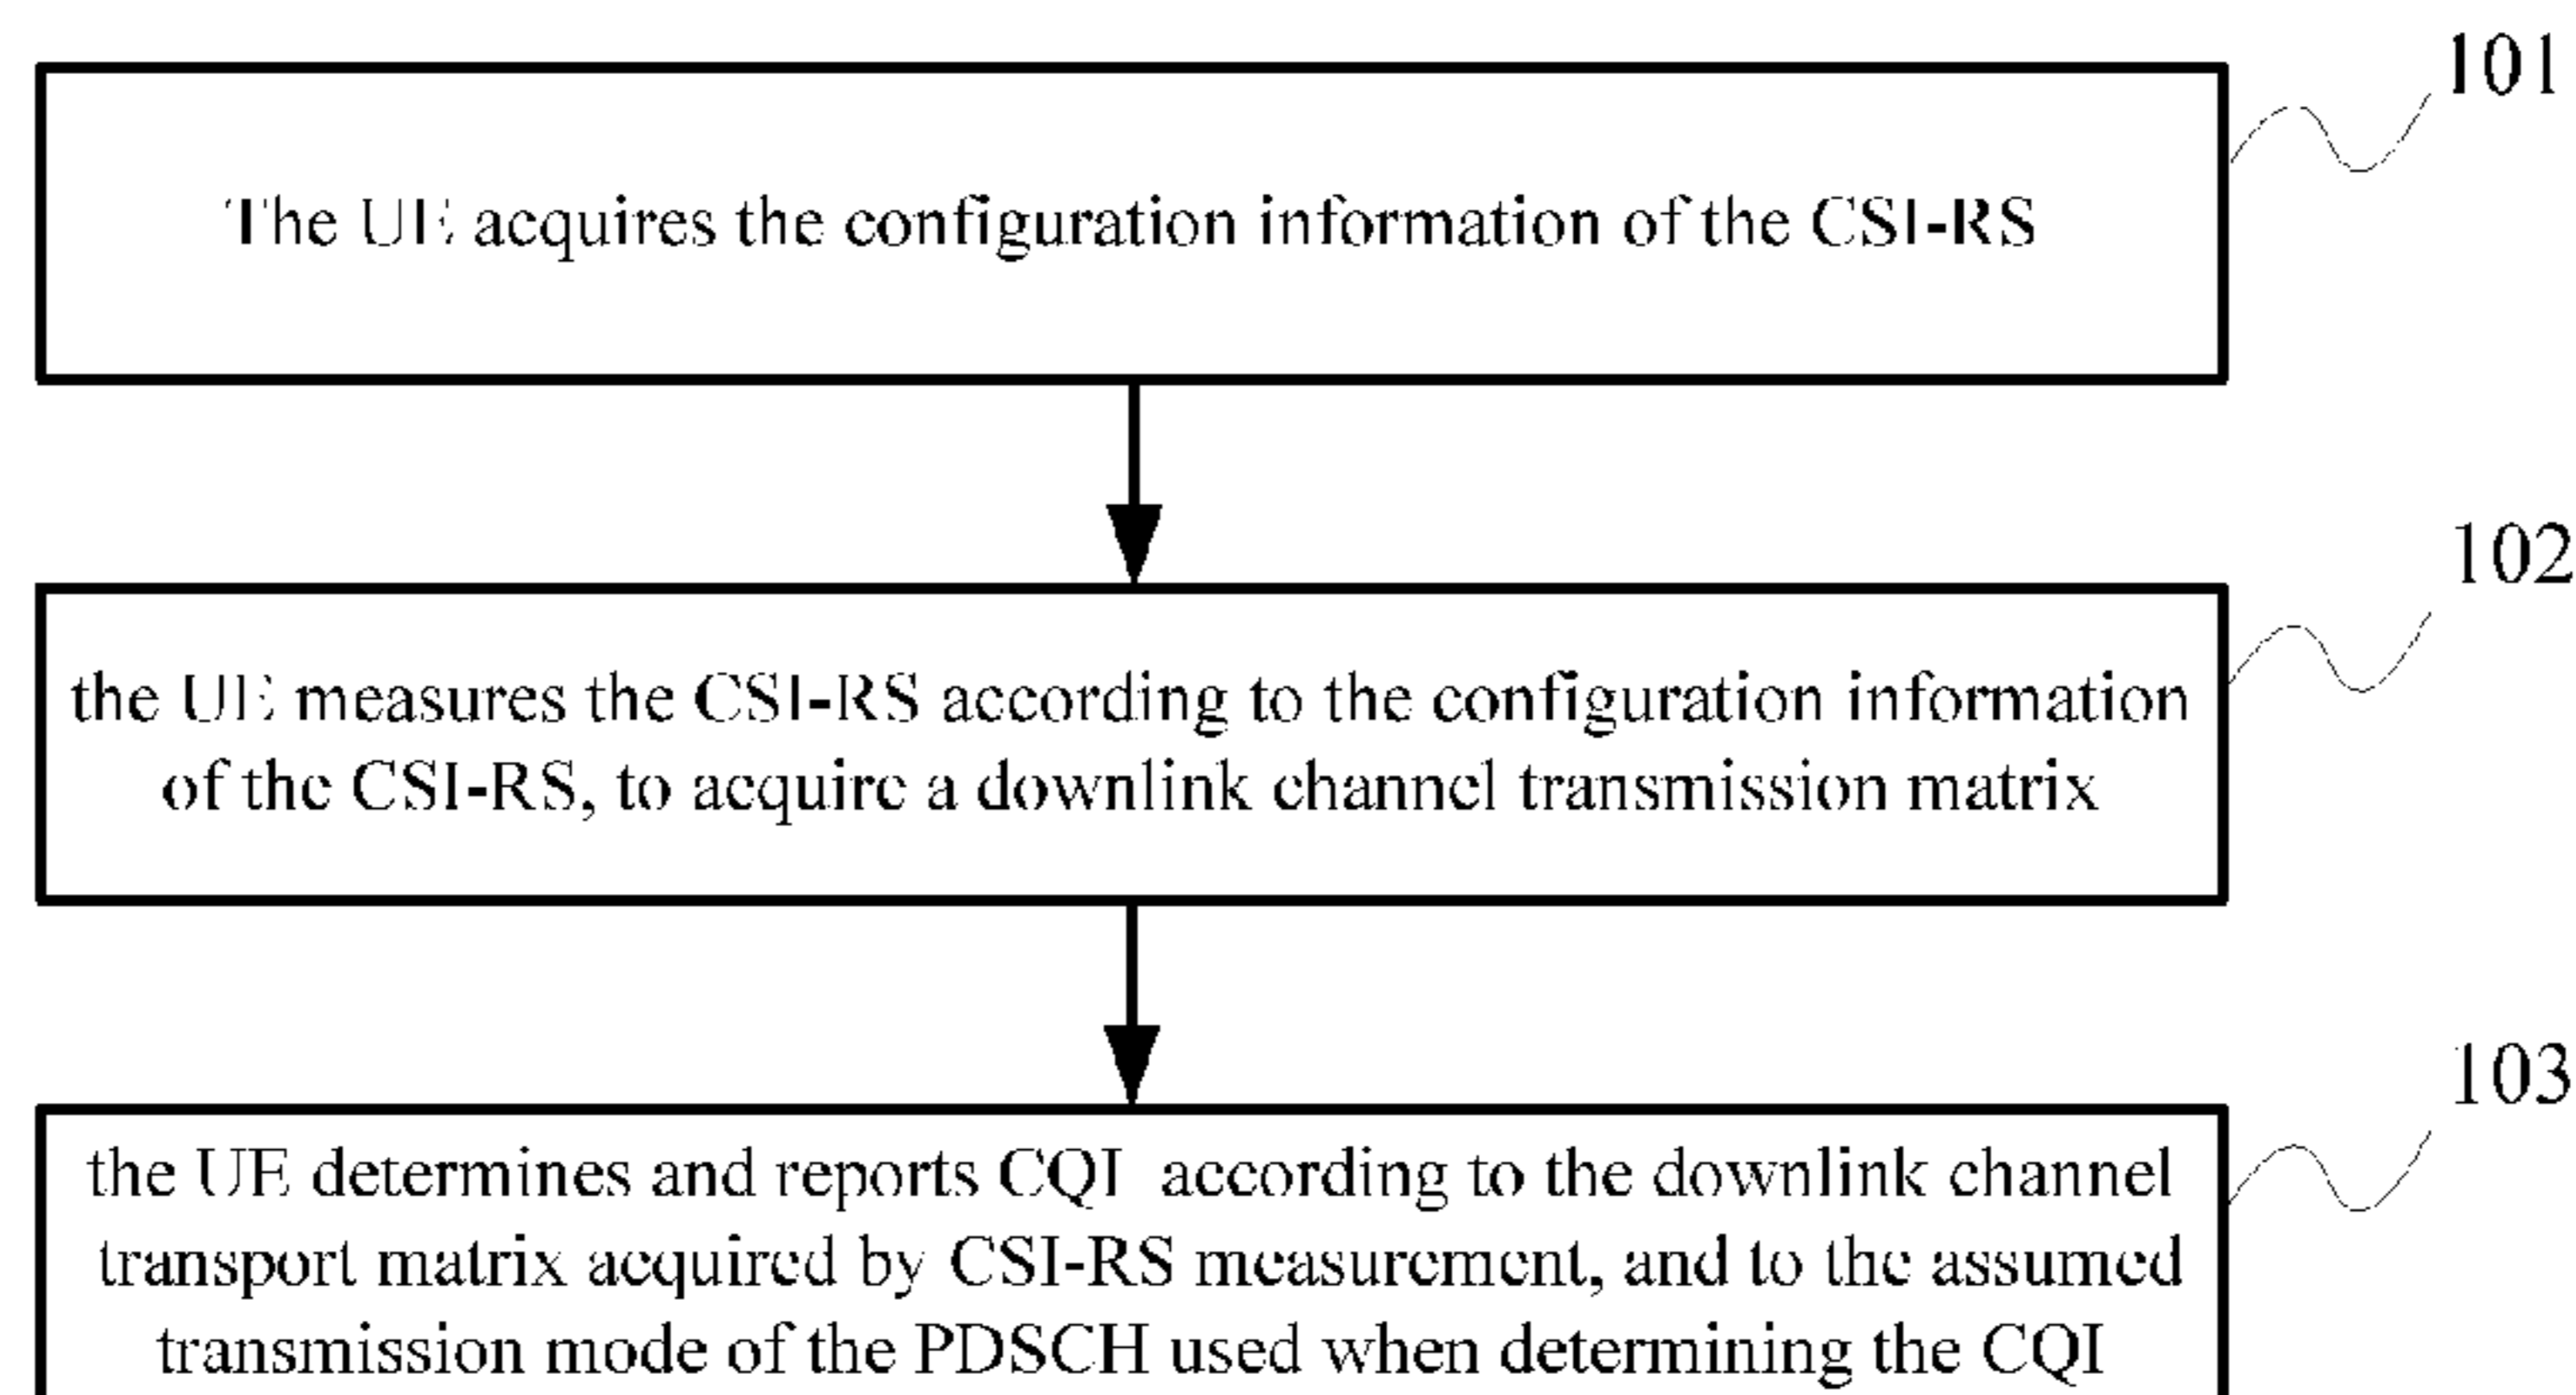 101
The UE acquires the configuration information of the CSI-RS
102
the UE measures the CSI-RS according to the configuration information
of the CSI-RS, to acquire a downlink channel transmission matrix
103
the UE determines and reports CQI according to the downlink channel
transport matrix acquired by CSI-RS measurement, and to the assumed
transmission mode of the PDSCH used when determining the CQI